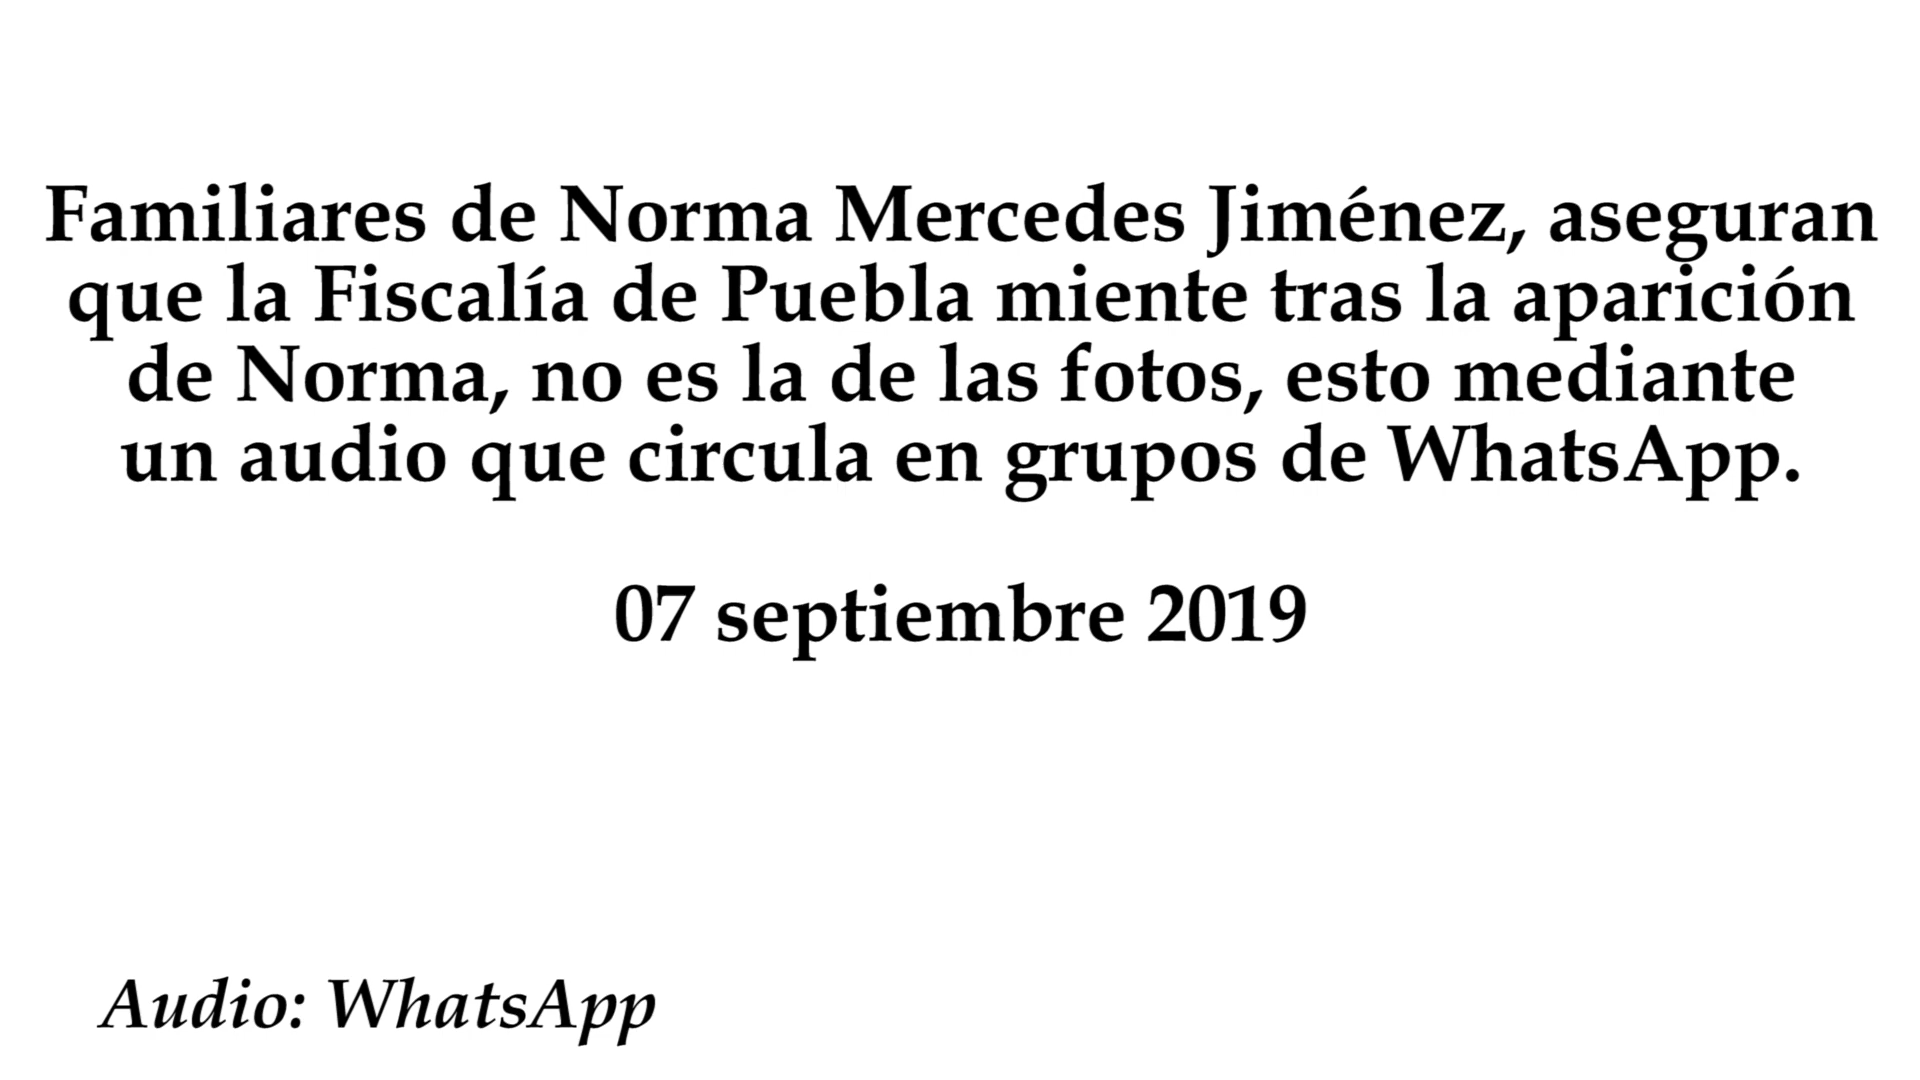 Familiares de Norma Mercedes Jiménez, aseguran
que la Fiscalía de Puebla miente tras la aparición
de Norma, no es la de las fotos, esto mediante
un audio que circula en grupos de WhatsApp.
07 septiembre 2019
Audio: WhatsApp